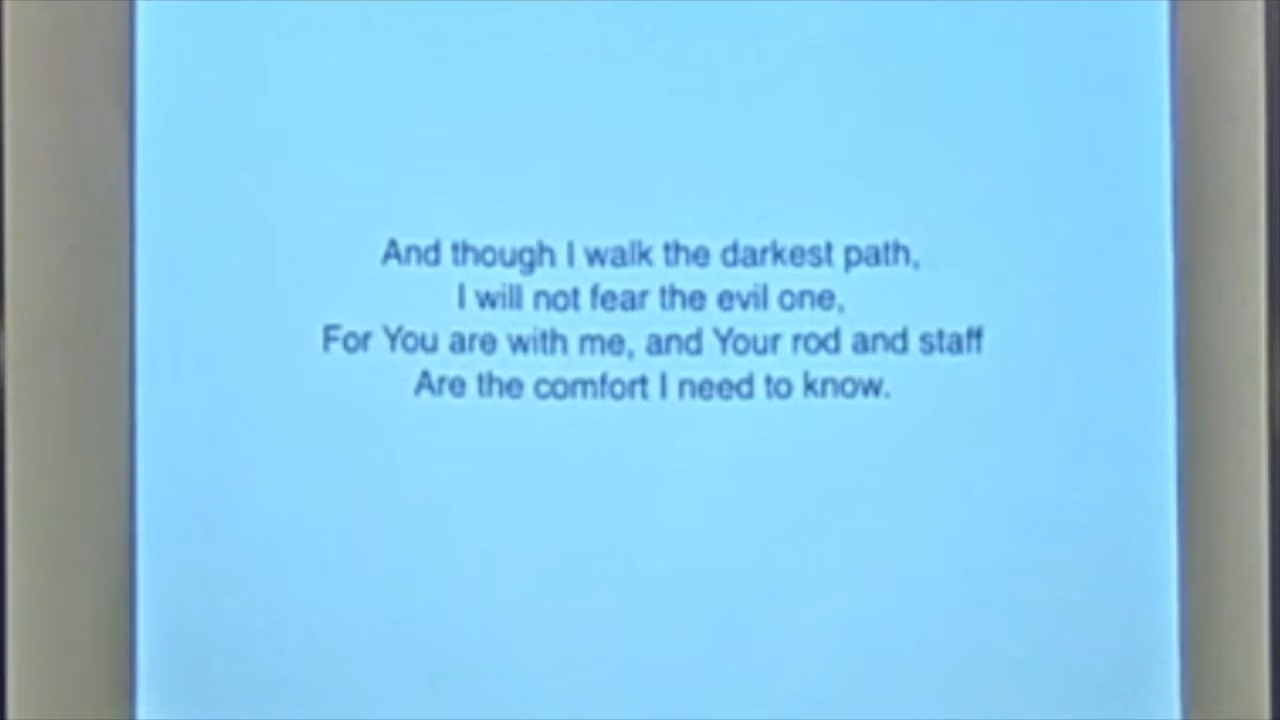 And though I walk the darkest path,
I will not fear the evil one,
For You are with me, and Your rod and staff
Are the comfort I need to know.